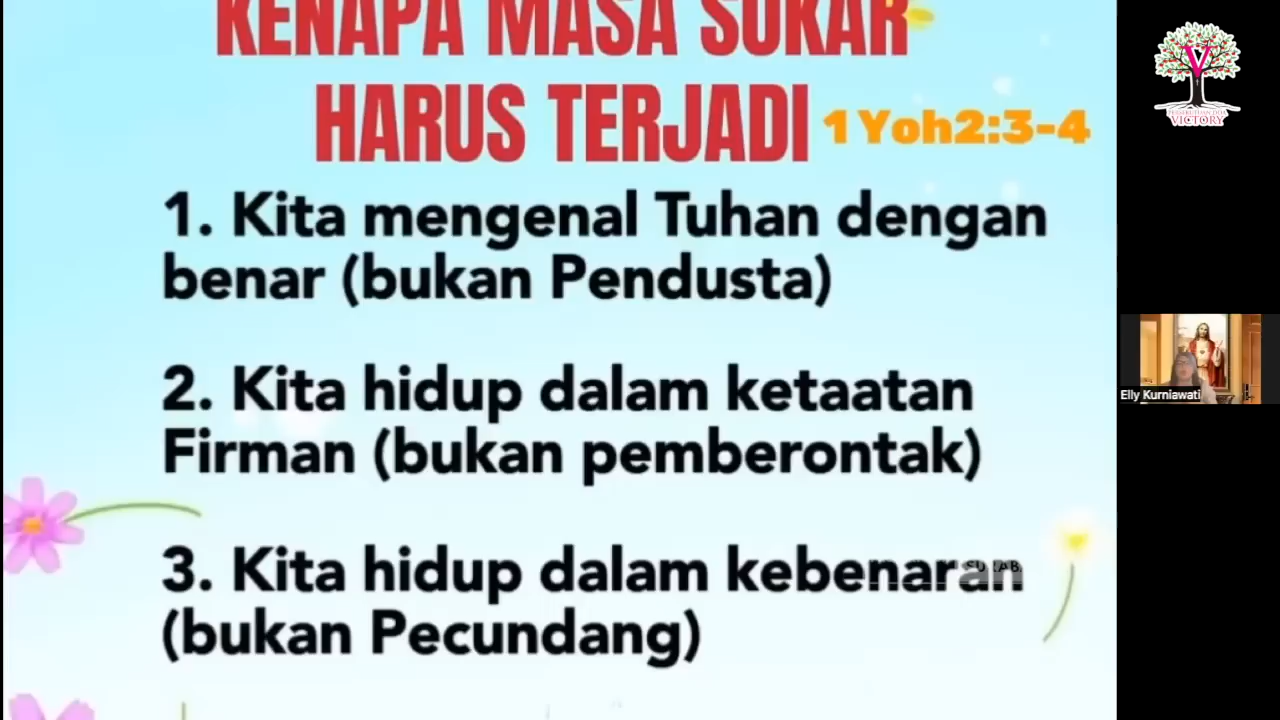 KENAPA MASA SUKAR
HARUS TERJADI
1 Yoh2:3-4
1. Kita mengenal Tuhan dengan
benar (bukan Pendusta)
2. Kita hidup dalam ketaatan
Firman (bukan pemberontak)
3. Kita hidup dalam kebenaran
(bukan Pecundang)
V
VICTORY
Elly Kurniawati